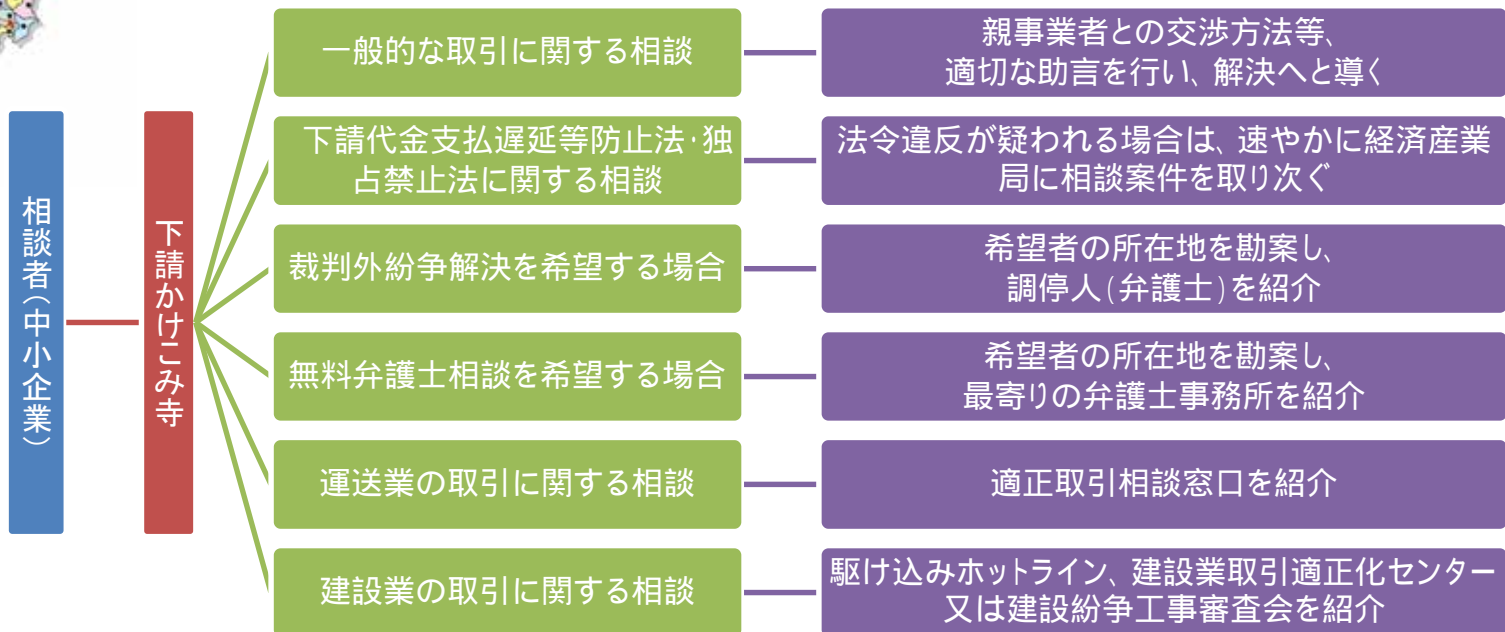 相談者（中小企業）
下請かけこみ寺
一般的な取引に関する相談
親事業者との交渉方法等、
適切な助言を行い、解決へと導く
下請代金支払遅延等防止法・独
占禁止法に関する相談
法令違反が疑われる場合は、速やかに経済産業
局に相談案件を取り次ぐ
裁判外紛争解決を希望する場合
希望者の所在地を勘案し、
調停人(弁護士)を紹介
無料弁護士相談を希望する場合
希望者の所在地を勘案し、
最寄りの弁護士事務所を紹介
運送業の取引に関する相談
適正取引相談窓口を紹介
建設業の取引に関する相談
駆け込みホットライン、建設業取引適正化センター
又は建設紛争工事審査会を紹介